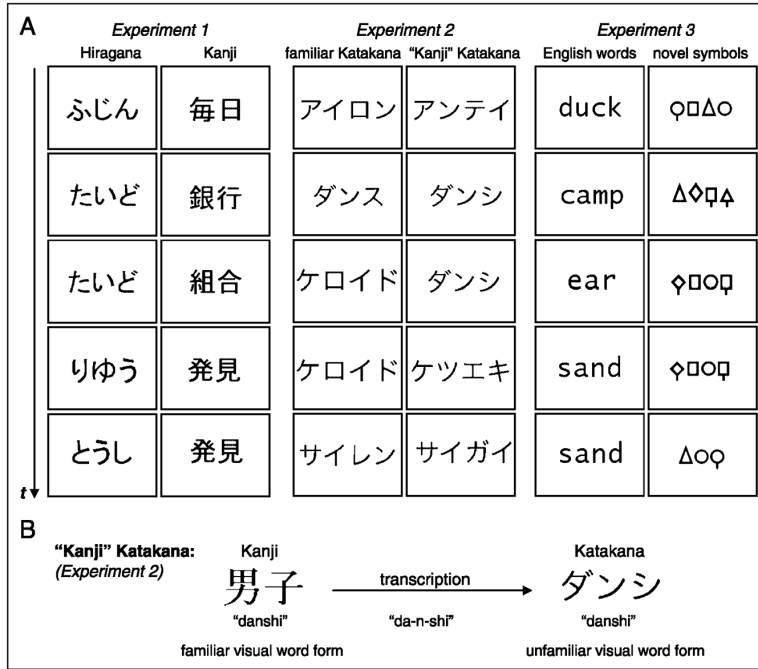 A
Experiment 1 Experiment 2 Experiment 3
Hiragana Kanji familiar Katakana “Kanji” Katakana English words novel symbols
ふじん 毎日 アイロン アンテイ duck
たいど 銀行 ダンス ダンシ camp
たいど 組合 ケロイド ダンシ ear
りゆう 発見 ケロイド ケツエキ sand
とうし 発見 サイレン サイガイ sand
t
B
“Kanji” Katakana: Kanji Katakana
(Experiment 2) 男子 transcription ダンシ
“danshi” “da-n-shi” “danshi”
familiar visual word form unfamiliar visual word form